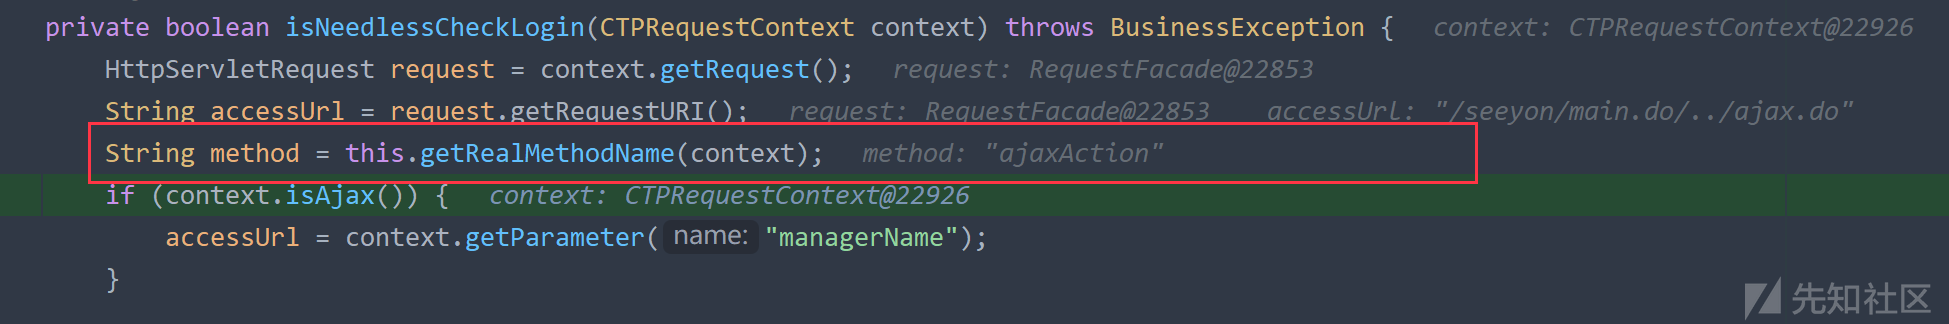 private boolean isNeedlessCheckLogin(CTPRequestContext context) throws BusinessException {   context: CTPRequestContext@22926
    HttpServletRequest request = context.getRequest();   request: RequestFacade@22853
    String accessUrl = request.getRequestURI();   request: RequestFacade@22853    accessUrl: "/seeyon/main.do/../ajax.do"
    String method = this.getRealMethodName(context);   method: "ajaxAction"
    if (context.isAjax()) {   context: CTPRequestContext@22926
        accessUrl = context.getParameter( name: "managerName");
    }
先知社区